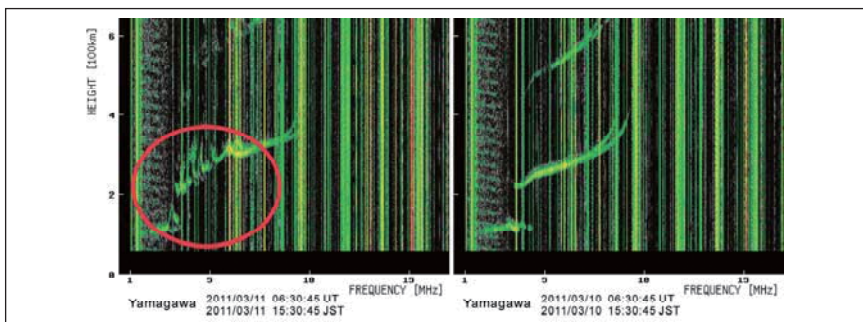 HEIGHT [100km]
6
4
2
0
1
5
10
15
FREQUENCY [MHz]
Yamagawa
2011/03/11 06:30:45 UT
2011/03/11 15:30:45 JST
1
5
10
15
FREQUENCY [MHz]
Yamagawa
2011/03/10 06:30:45 UT
2011/03/10 15:30:45 JST